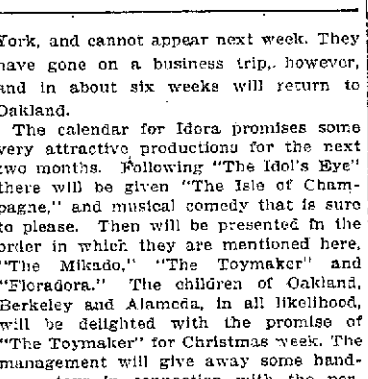 York, and cannot appear next week. They
have gone on a business trip, however,
and in about six weeks will return to
Oakland.
The calendar for Idora promises some
very attractive productions for the next
two months. Following "The Idol's Eye"
there will be given "The Isle of Cham-
pagne," and musical comedy that is sure
to please. Then will be presented in the
order in which they are mentioned here,
"The Mikado," "The Toymaker" and
"Floradora." The children of Oakland,
Berkeley and Alameda, in all likelihood,
will be delighted with the promise of
"The Toymaker" for Christmas week. The
management will give away some hand-
in connection with the per-